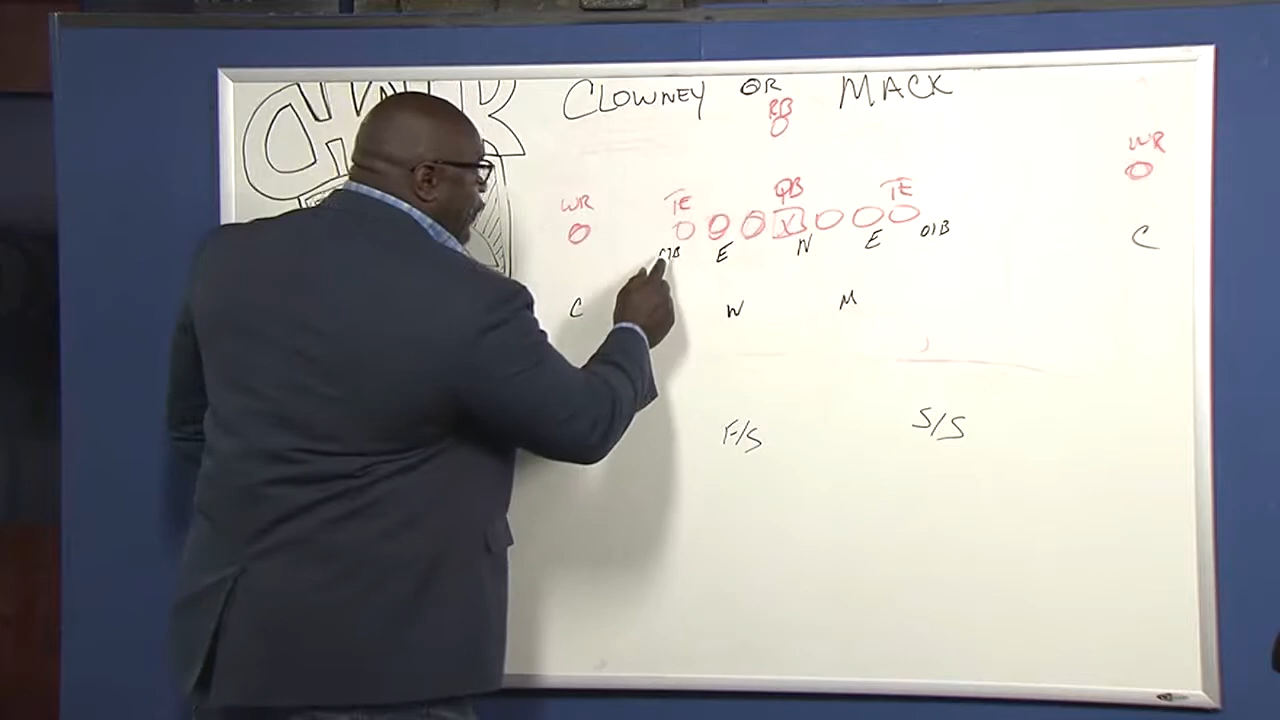 CLOWNEY OR MACK
RB
WR
WR TE QB TE
X
OLB E N E OLB C
C W M
F/S S/S